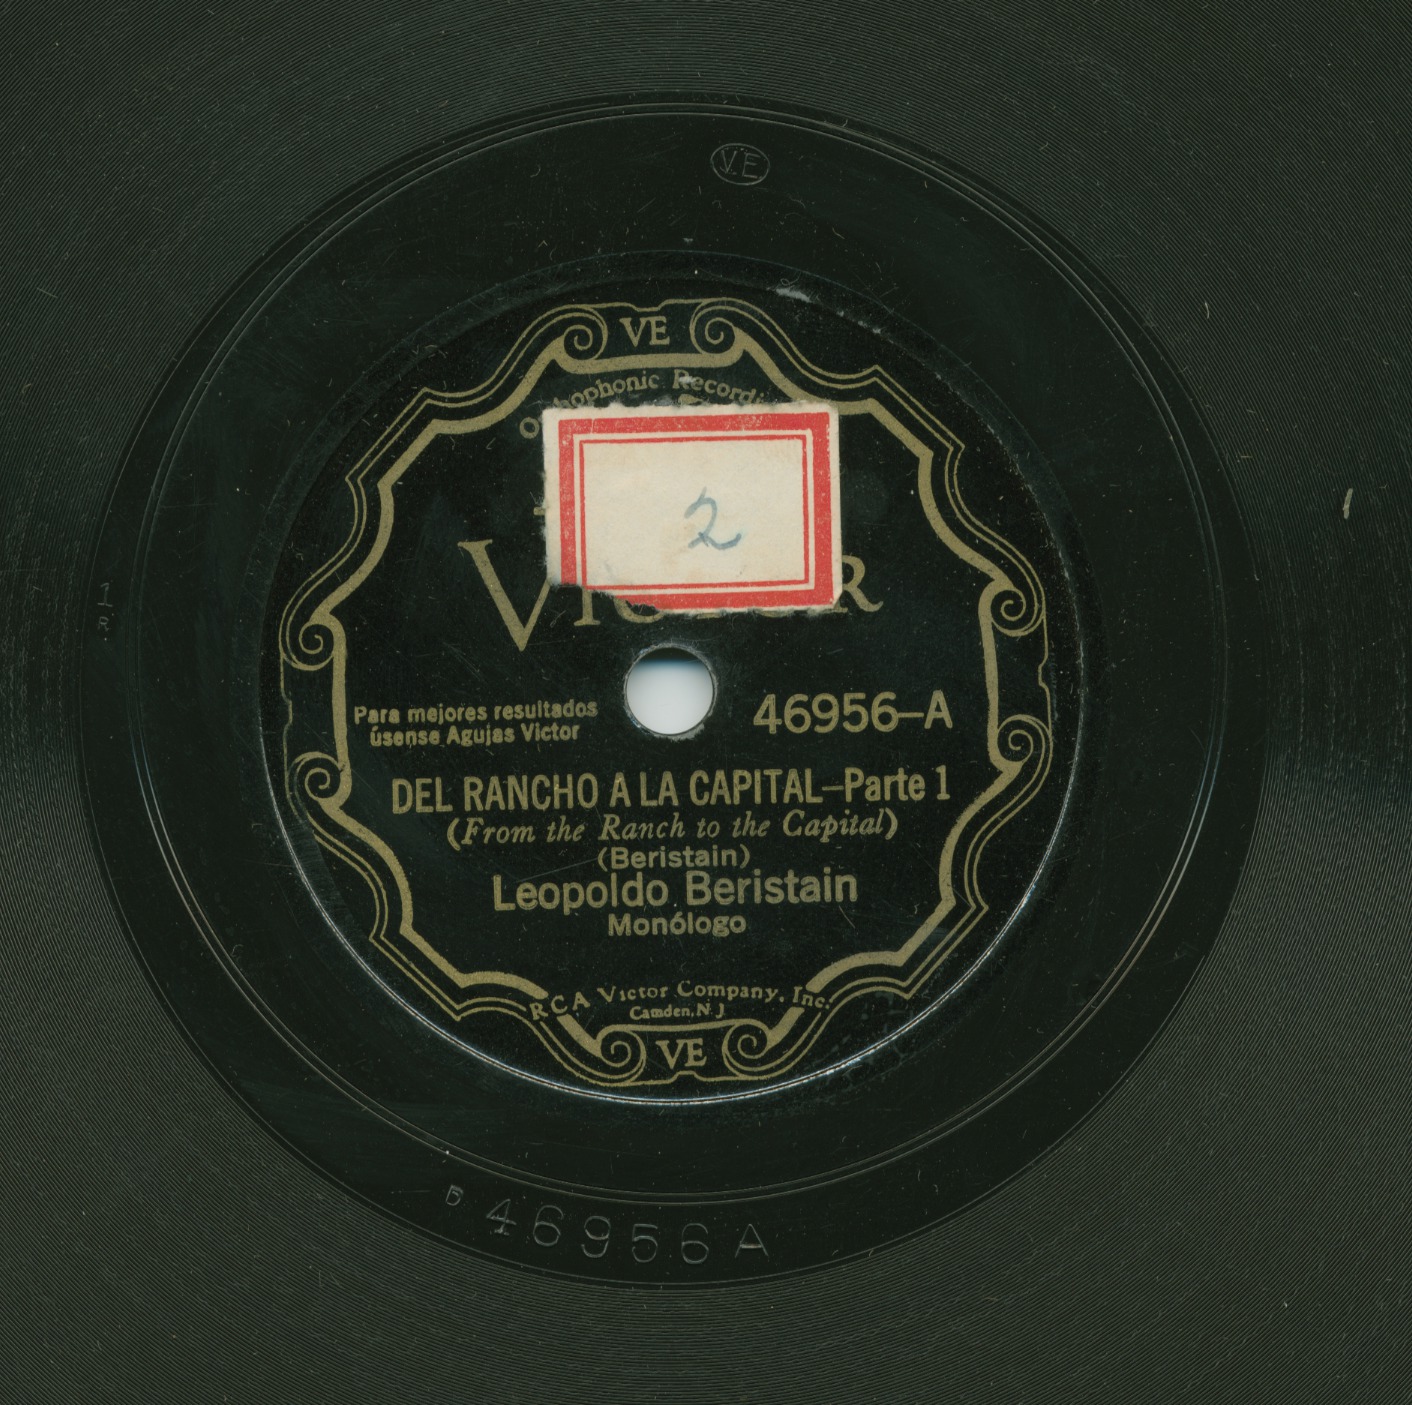 V.E
VE
Orthophonic Recording
2
VICTOR
Para mejores resultados
úsense Agujas Victor
46956-A
DEL RANCHO A LA CAPITAL-Parte 1
(From the Ranch to the Capital)
(Beristain)
Leopoldo Beristain
Monólogo
RCA Victor Company, Inc.
Camden, N.J.
VE
46956A